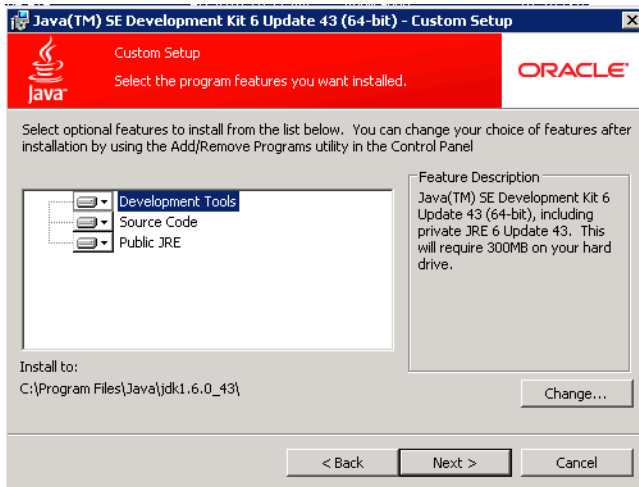 Java(TM) SE Development Kit 6 Update 43 (64-bit) - Custom Setup
Java
Custom Setup
Select the program features you want installed.
ORACLE
Select optional features to install from the list below. You can change your choice of features after
installation by using the Add/Remove Programs utility in the Control Panel
Development Tools
Source Code
Public JRE
Feature Description
Java(TM) SE Development Kit 6
Update 43 (64-bit), including
private JRE 6 Update 43. This
will require 300MB on your hard
drive.
Install to:
C:\Program Files\Java\jdk1.6.0_43\
Change...
< Back
Next >
Cancel